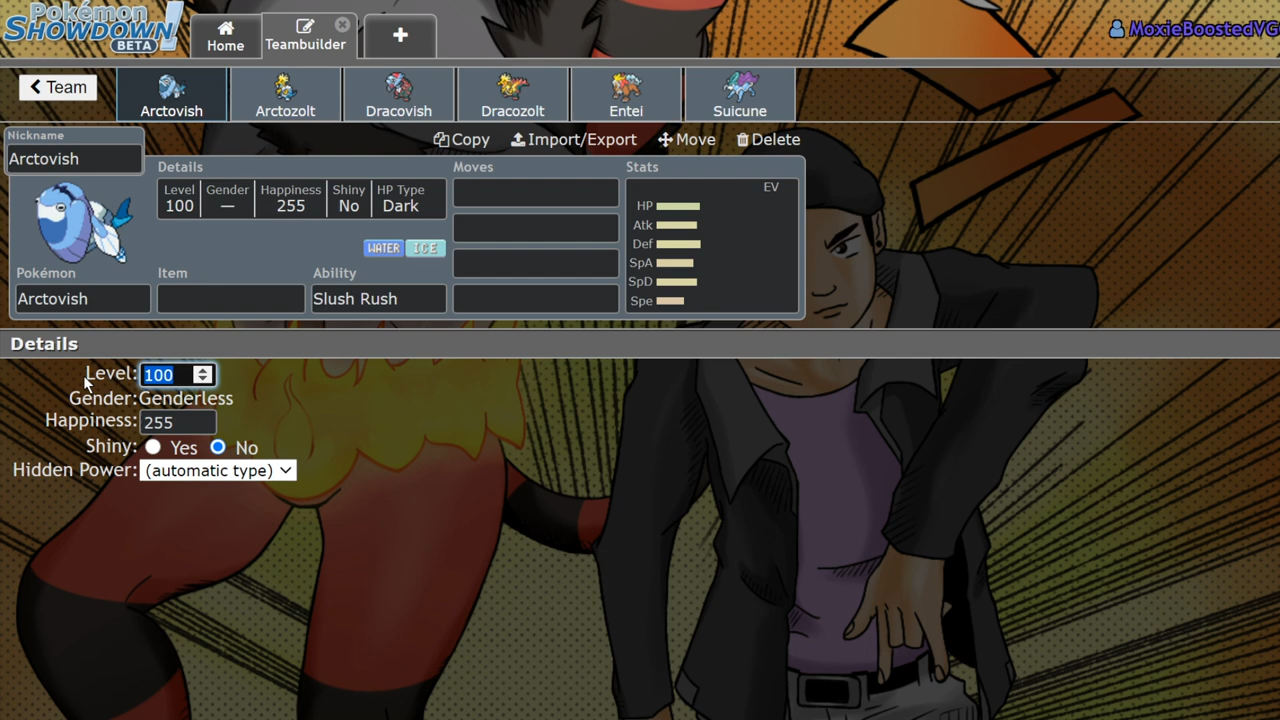 Pokémon
SHOWDOWN!
BETA
Home
Teambuilder
+
MoxieBoostedVG
Team
Arctovish
Arctozolt
Dracovish
Dracozolt
Entei
Suicune
Nickname
Arctovish
Copy
Import/Export
Move
Delete
Details
Moves
Stats
Level
100
Gender
—
Happiness
255
Shiny
No
HP Type
Dark
EV
HP
Atk
Def
SpA
SpD
Spe
WATER ICE
Pokémon
Arctovish
Item
Ability
Slush Rush
Details
Level: 100
Gender: Genderless
Happiness: 255
Shiny: Yes No
Hidden Power: (automatic type)